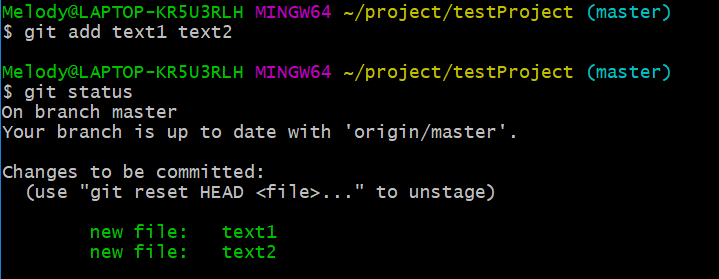 Melody@LAPTOP-KR5U3RLH MINGW64 ~/project/testProject (master)
$ git add text1 text2
Melody@LAPTOP-KR5U3RLH MINGW64 ~/project/testProject (master)
$ git status
On branch master
Your branch is up to date with 'origin/master'.
Changes to be committed:
  (use "git reset HEAD <file>..." to unstage)
        new file:   text1
        new file:   text2